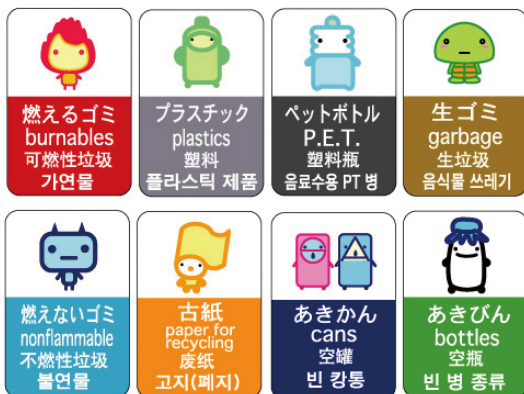 燃えるゴミ
burnables
可燃性垃圾
가연물
プラスチック
plastics
塑料
플라스틱 제품
ペットボトル
P.E.T.
塑料瓶
음료수용 PT 병
生ゴミ
garbage
生垃圾
음식물 쓰레기
燃えないゴミ
nonflammable
不燃性垃圾
불연물
古紙
paper for
recycling
废纸
고지(폐지)
あきかん
cans
空罐
빈 캉통
あきびん
bottles
空瓶
빈 병 종류